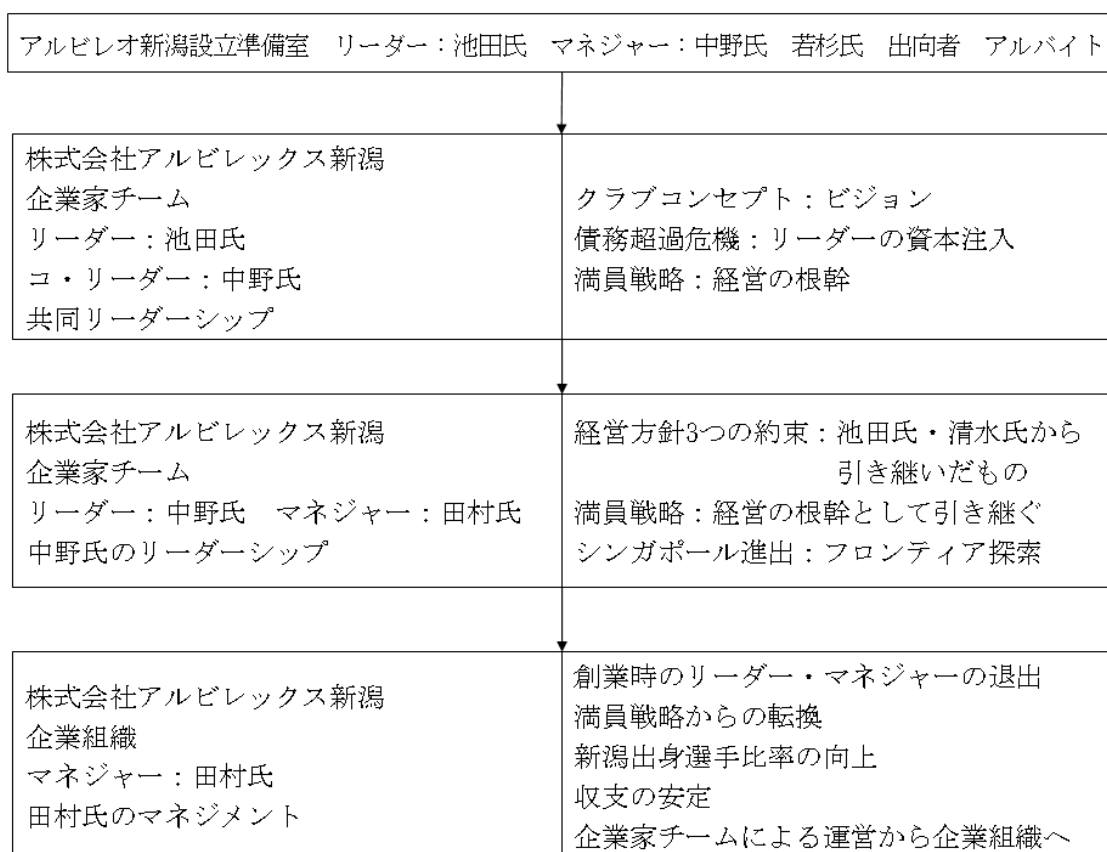 アルビレオ新潟設立準備室　リーダー：池田氏　マネジャー：中野氏　若杉氏　出向者　アルバイト
株式会社アルビレックス新潟
企業家チーム
リーダー：池田氏
コ・リーダー：中野氏
共同リーダーシップ
クラブコンセプト：ビジョン
債務超過危機：リーダーの資本注入
満員戦略：経営の根幹
株式会社アルビレックス新潟
企業家チーム
リーダー：中野氏　マネジャー：田村氏
中野氏のリーダーシップ
経営方針3つの約束：池田氏・清水氏から
引き継いだもの
満員戦略：経営の根幹として引き継ぐ
シンガポール進出：フロンティア探索
株式会社アルビレックス新潟
企業組織
マネジャー：田村氏
田村氏のマネジメント
創業時のリーダー・マネジャーの退出
満員戦略からの転換
新潟出身選手比率の向上
収支の安定
企業家チームによる運営から企業組織へ